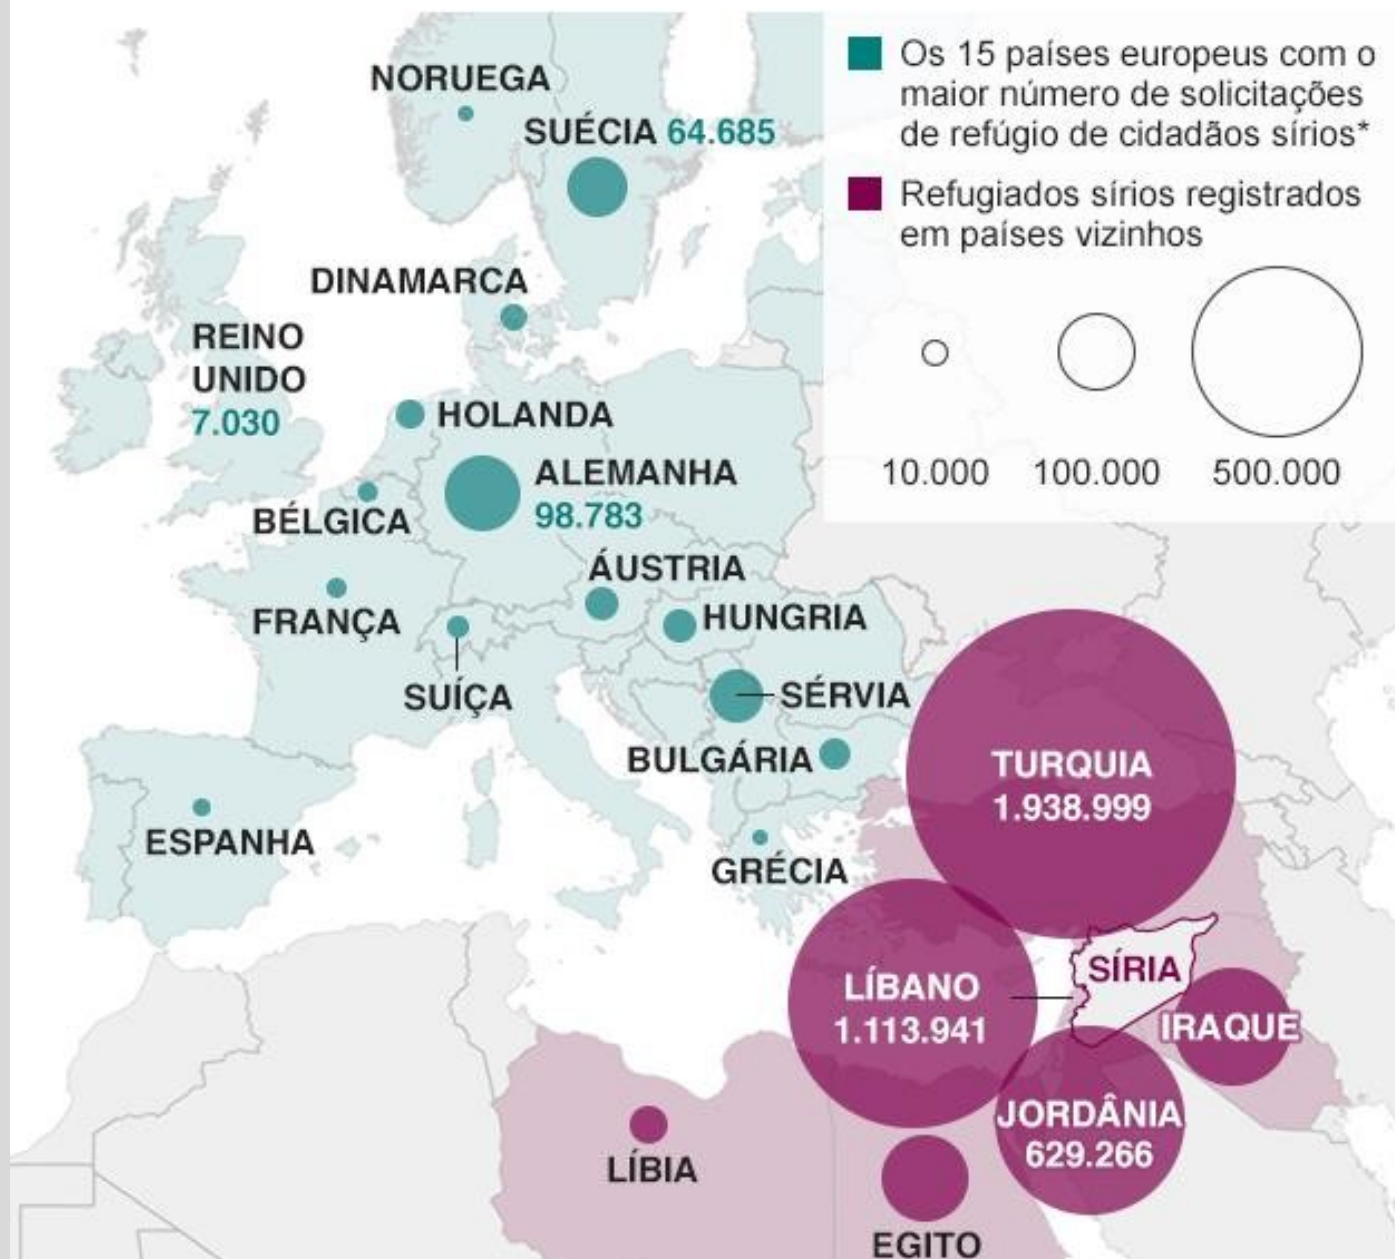 Os 15 países europeus com o
maior número de solicitações
de refúgio de cidadãos sírios*
Refugiados sírios registrados
em países vizinhos
10.000
100.000
500.000
NORUEGA
SUÉCIA 64.685
DINAMARCA
REINO
UNIDO
7.030
HOLANDA
ALEMANHA
98.783
BÉLGICA
ÁUSTRIA
FRANÇA
HUNGRIA
SUÍÇA
SÉRVIA
BULGÁRIA
TURQUIA
1.938.999
ESPANHA
GRÉCIA
SÍRIA
LÍBANO
1.113.941
IRAQUE
JORDÂNIA
629.266
LÍBIA
EGITO